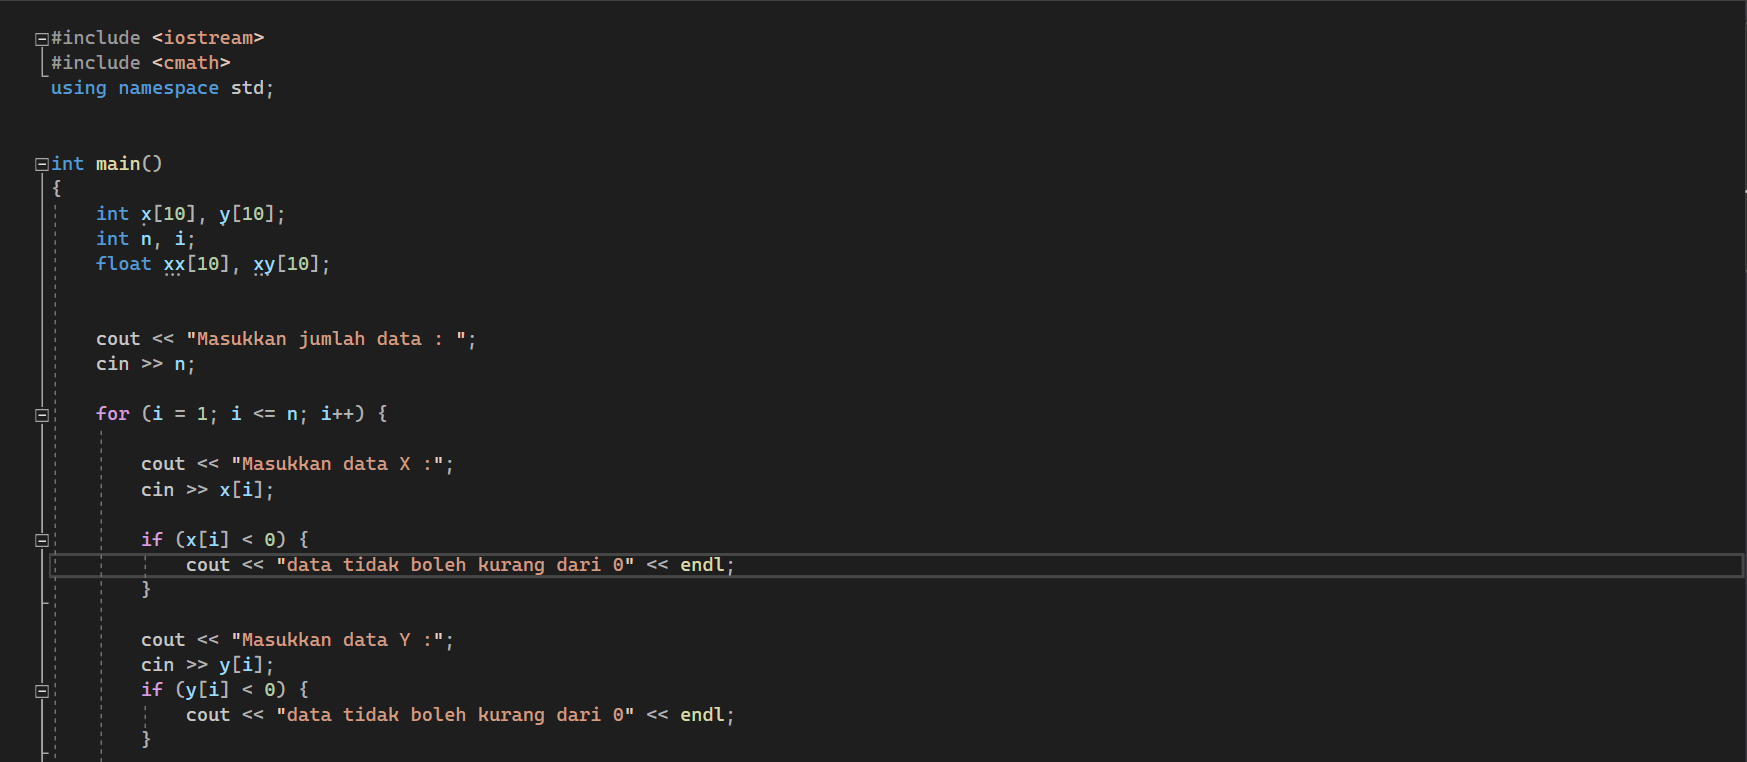 #include <iostream>
#include <cmath>
using namespace std;
int main()
{
int x[10], y[10];
int n, i;
float xx[10], xy[10];
cout << "Masukkan jumlah data : ";
cin >> n;
for (i = 1; i <= n; i++) {
cout << "Masukkan data X :";
cin >> x[i];
if (x[i] < 0) {
cout << "data tidak boleh kurang dari 0" << endl;
}
cout << "Masukkan data Y :";
cin >> y[i];
if (y[i] < 0) {
cout << "data tidak boleh kurang dari 0" << endl;
}